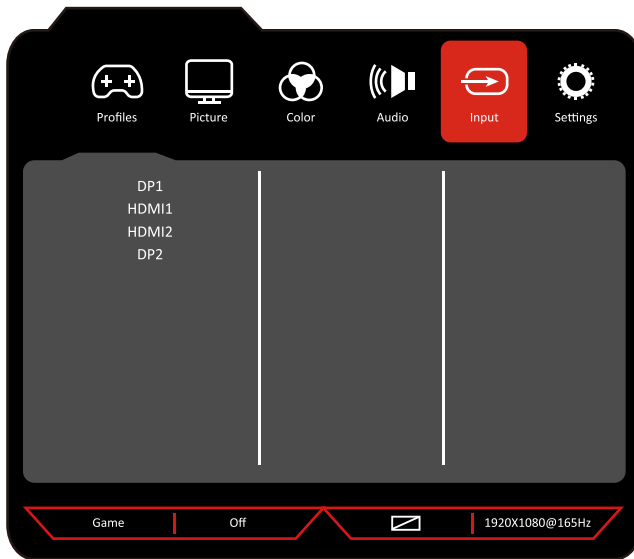 Profiles Picture Color Audio Input Settings
DP1
HDMI1
HDMI2
DP2
Game Off 1920X1080@165Hz